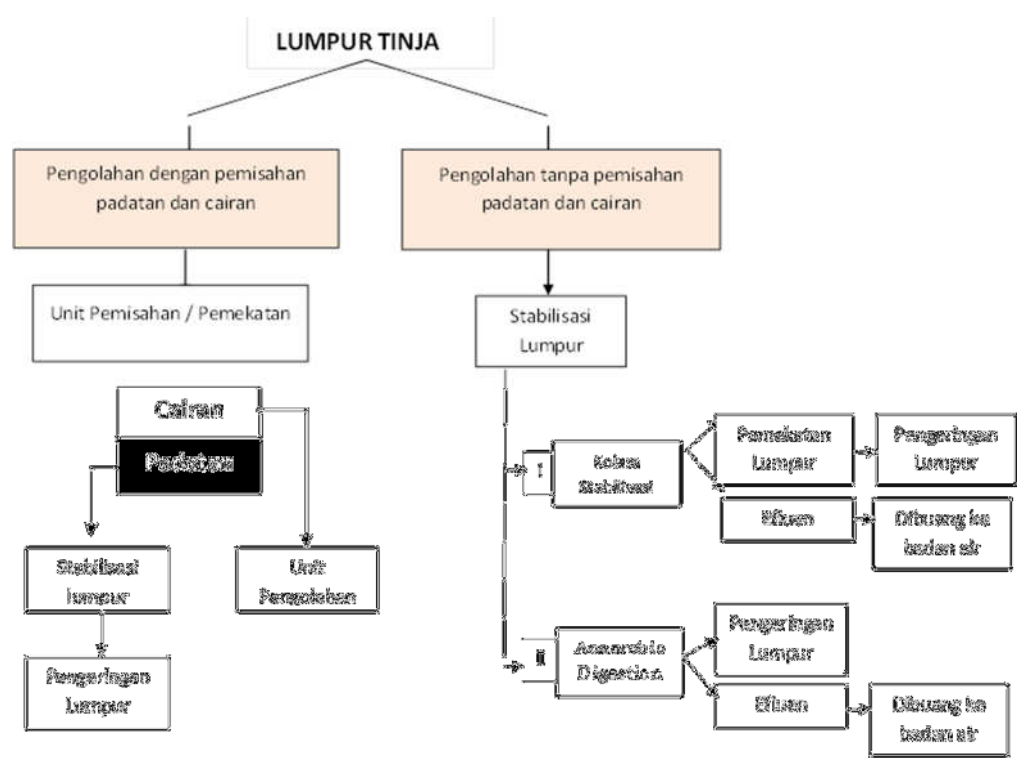 LUMPUR TINJA
Pengolahan dengan pemisahan
padatan dan cairan
Pengolahan tanpa pemisahan
padatan dan cairan
Unit Pemisahan / Pemekatan
Stabilisasi
Lumpur
Cairan
Padatan
Stabilisasi
lumpur
Unit
Pengolahan
Pengeringan
Lumpur
I
Kolam
Stabilisasi
Pemekatan
Lumpur
Pengeringan
Lumpur
Efluen
Dibuang ke
badan air
II
Anaerobic
Digestion
Pengeringan
Lumpur
Efluen
Dibuang ke
badan air